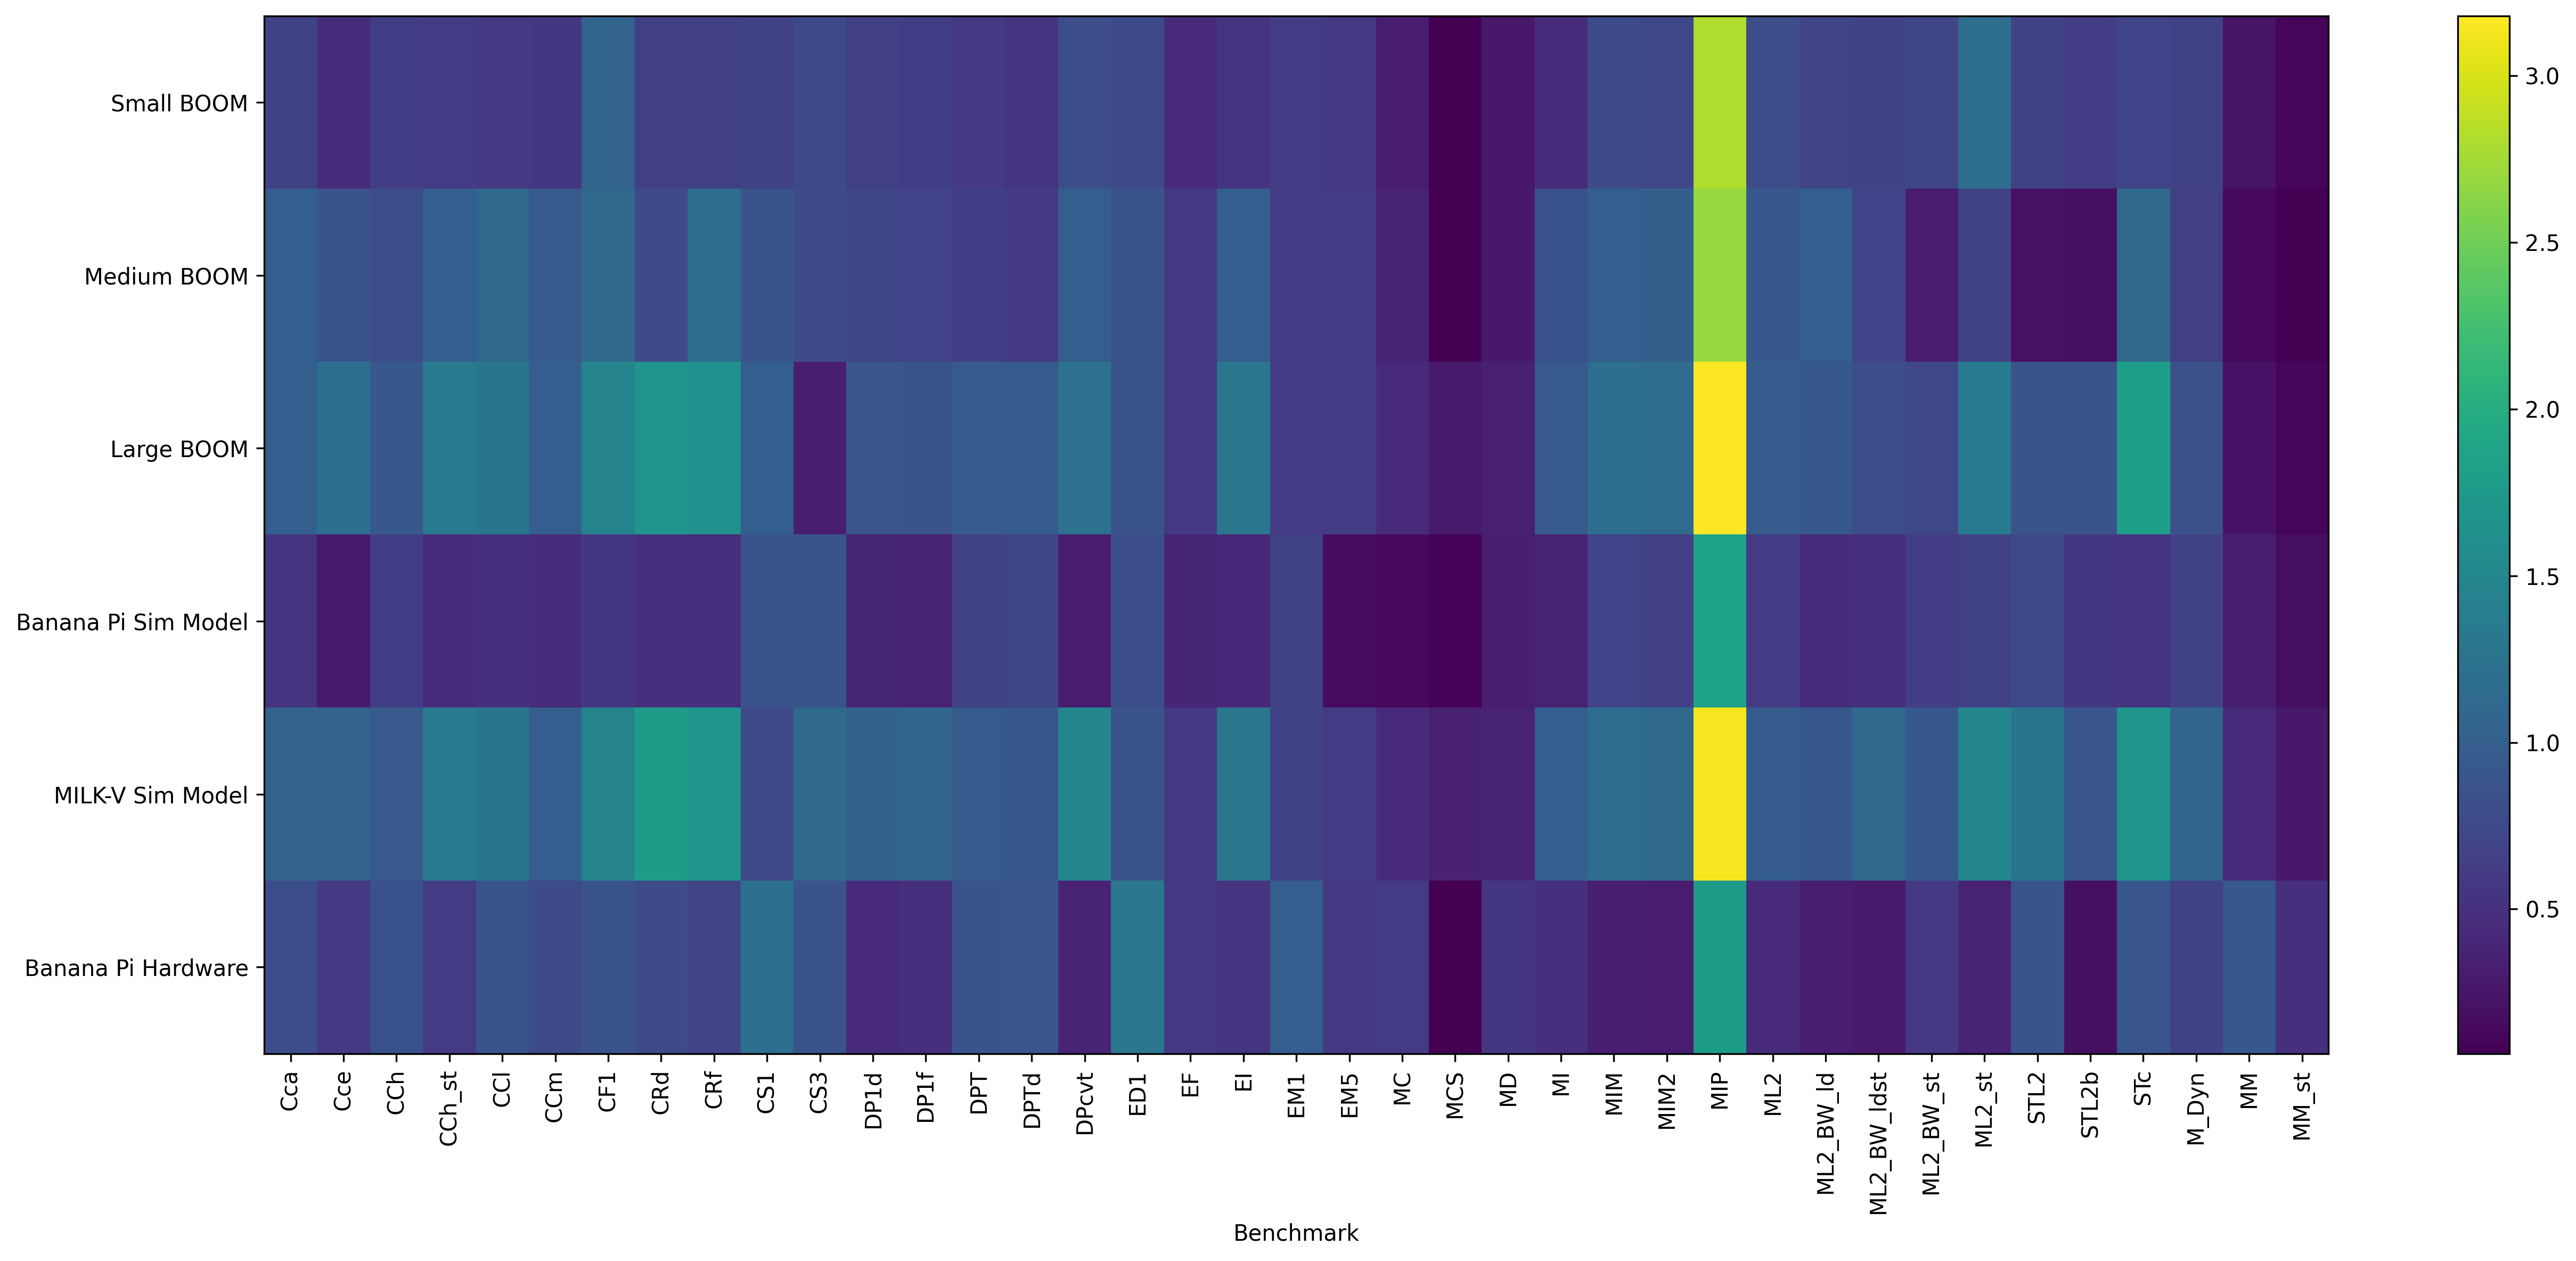 Small BOOM
Medium BOOM
Large BOOM
Banana Pi Sim Model
MILK-V Sim Model
Banana Pi Hardware
Cca
Cce
CCh
CCh_st
CCl
CCm
CF1
CRd
CRf
CS1
CS3
DP1d
DP1f
DPT
DPTd
DPcvt
ED1
EF
EI
EM1
EM5
MC
MCS
MD
MI
MIM
MIM2
MIP
ML2
ML2_BW_ld
ML2_BW_ldst
ML2_BW_st
ML2_st
STL2
STL2b
STc
M_Dyn
MM
MM_st
Benchmark
3.0
2.5
2.0
1.5
1.0
0.5